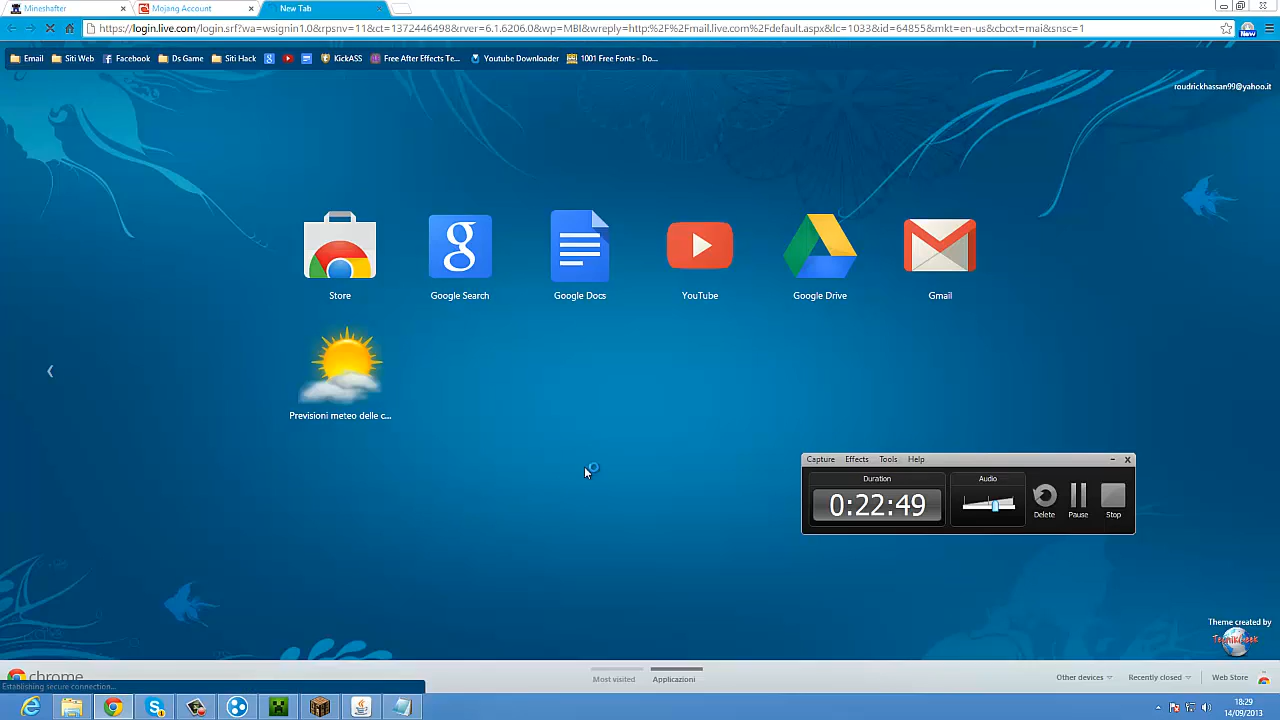 Mineshafter
Mojang Account
New Tab
https://login.live.com/login.srf?wa=wsignin1.0&rpsnv=11&ct=1372446498&rver=6.1.6206.0&wp=MBI&wreply=http:%2F%2Fmail.live.com%2Fdefault.aspx&lc=1033&id=64855&mkt=en-us&cbcxt=mai&snsc=1
New
Email
Siti Web
Facebook
Ds Game
Siti Hack
KickASS
Free After Effects Te...
Youtube Downloader
1001 Free Fonts - Do...
roudrickhassan99@yahoo.it
Store
Google Search
Google Docs
YouTube
Google Drive
Gmail
Previsioni meteo delle c...
Capture Effects Tools Help
Duration
Audio
0:22:49
Delete
Pause
Stop
Theme created by
TecnikGeek
chrome
Establishing secure connection...
Most visited
Applicazioni
Other devices
Recently closed
Web Store
18:29
14/09/2013